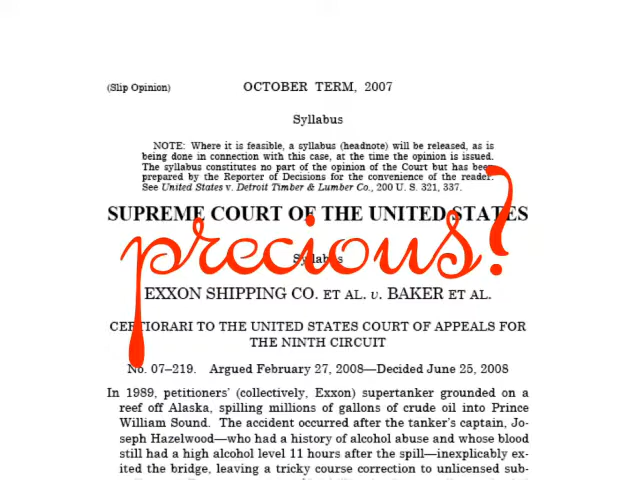 (Slip Opinion) OCTOBER TERM, 2007
Syllabus
NOTE: Where it is feasible, a syllabus (headnote) will be released, as is
being done in connection with this case, at the time the opinion is issued.
The syllabus constitutes no part of the opinion of the Court but has been
prepared by the Reporter of Decisions for the convenience of the reader.
See United States v. Detroit Timber & Lumber Co., 200 U. S. 321, 337.
SUPREME COURT OF THE UNITED STATES
precious?
Syllabus
EXXON SHIPPING CO. ET AL. v. BAKER ET AL.
CERTIORARI TO THE UNITED STATES COURT OF APPEALS FOR
THE NINTH CIRCUIT
No. 07–219. Argued February 27, 2008—Decided June 25, 2008
In 1989, petitioners' (collectively, Exxon) supertanker grounded on a
reef off Alaska, spilling millions of gallons of crude oil into Prince
William Sound. The accident occurred after the tanker's captain, Jo-
seph Hazelwood—who had a history of alcohol abuse and whose blood
still had a high alcohol level 11 hours after the spill—inexplicably ex-
ited the bridge, leaving a tricky course correction to unlicensed sub-